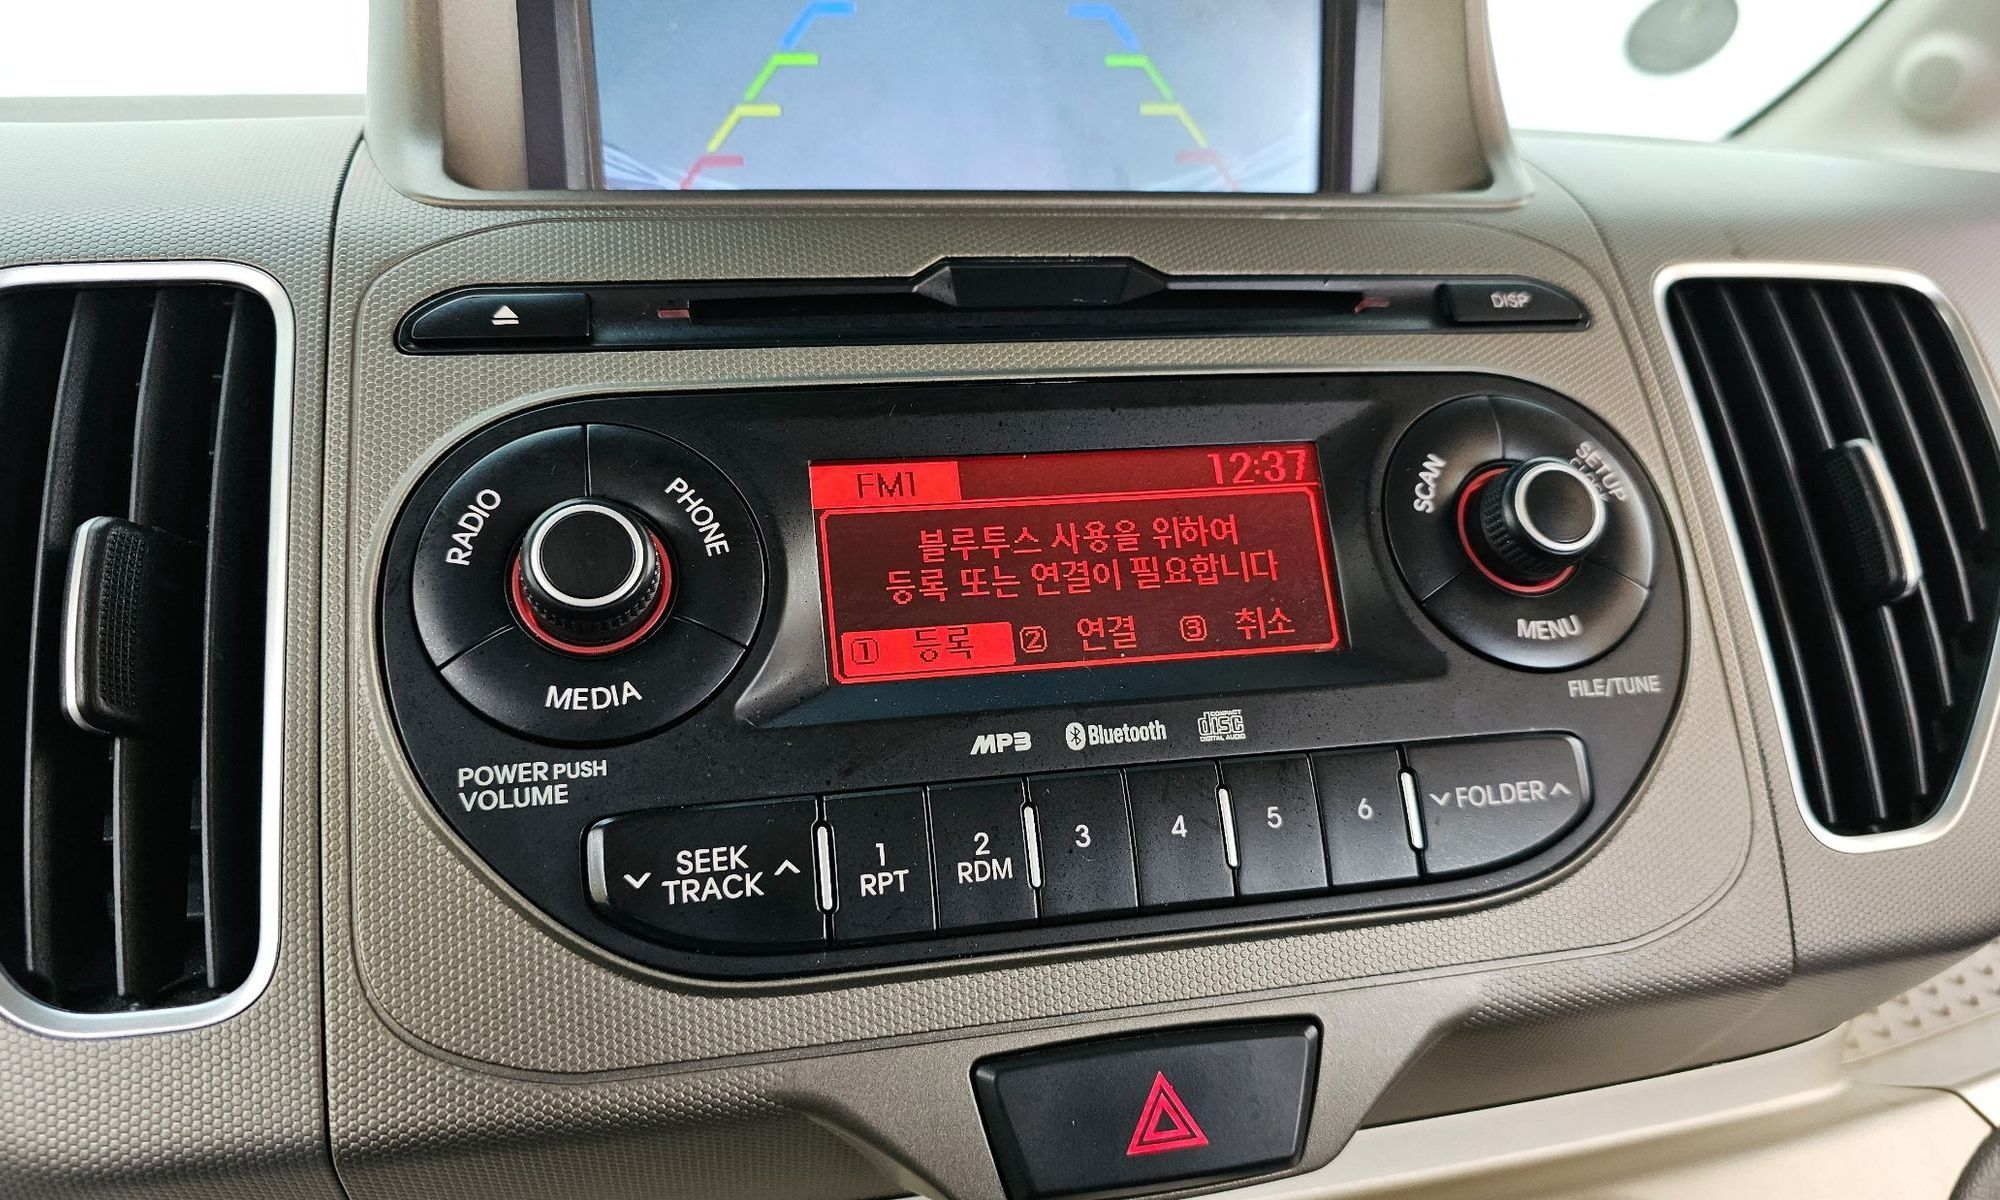 DISP
RADIO
PHONE
MEDIA
POWER PUSH
VOLUME
FM1
12:37
블루투스 사용을 위하여
등록 또는 연결이 필요합니다
① 등록 ② 연결 ③ 취소
SCAN
SETUP
MENU
FILE/TUNE
MP3
Bluetooth
COMPACT
disc
DIGITAL AUDIO
SEEK
TRACK
1
RPT
2
RDM
3
4
5
6
FOLDER